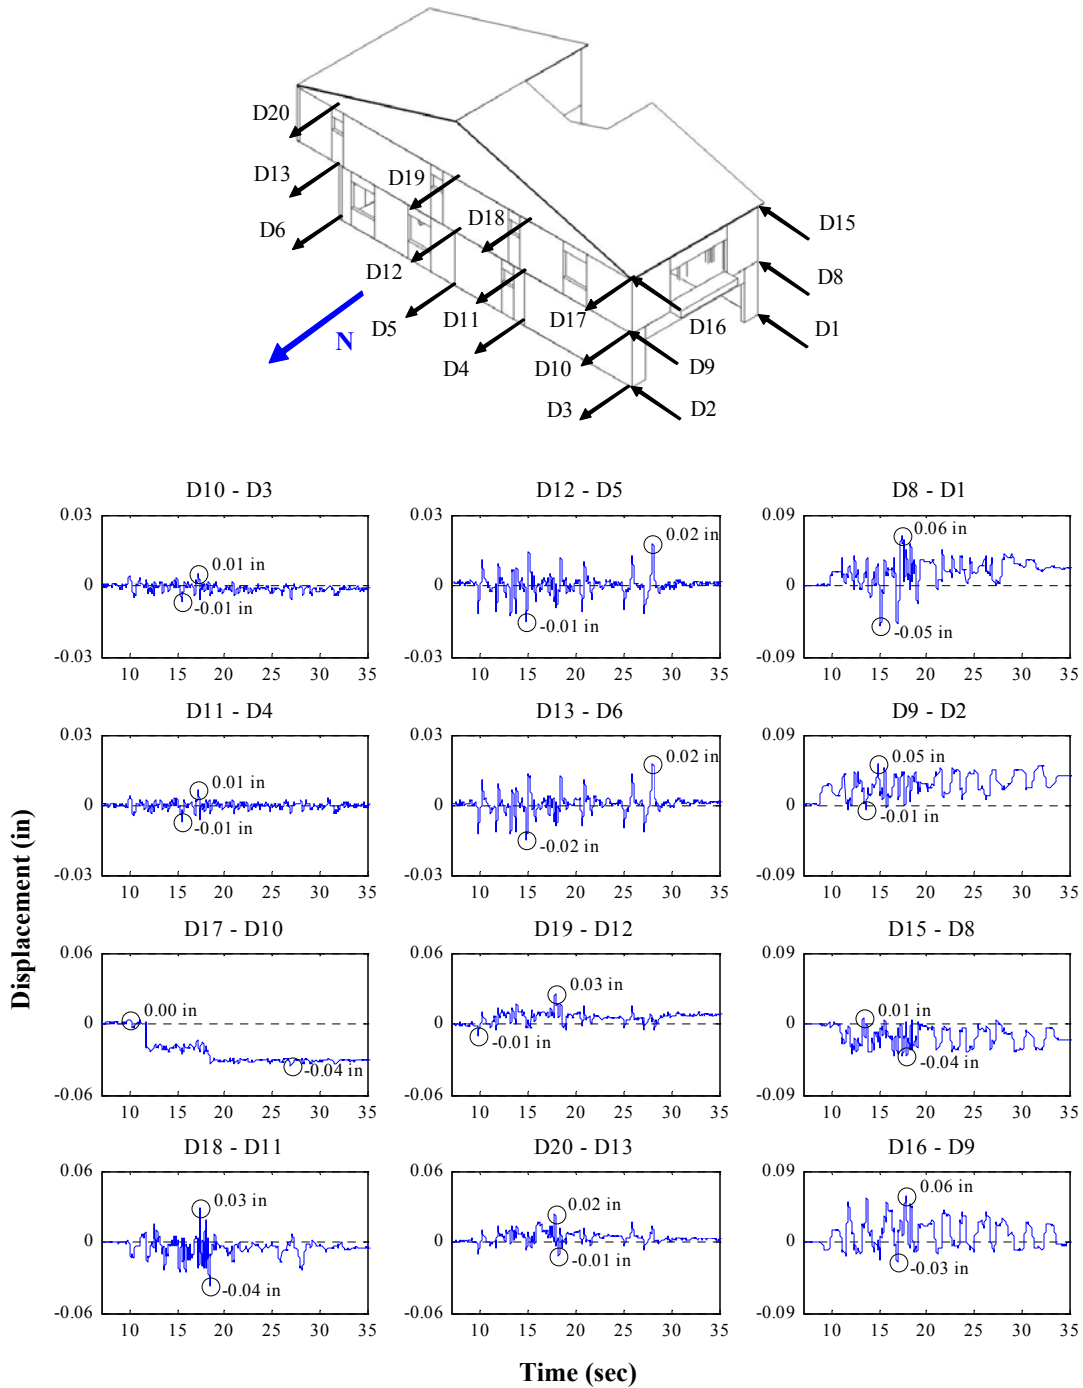 D20
D13
D6
D19
D18
D12
D5
D11
D4
D17
D10
D3
D16
D9
D2
D15
D8
D1
N
Displacement (in)
D10 - D3
0.03
0
-0.03
0.01 in
-0.01 in
10 15 20 25 30 35
D12 - D5
0.03
0
-0.03
0.02 in
-0.01 in
10 15 20 25 30 35
D8 - D1
0.09
0
-0.09
0.06 in
-0.05 in
10 15 20 25 30 35
D11 - D4
0.03
0
-0.03
0.01 in
-0.01 in
10 15 20 25 30 35
D13 - D6
0.03
0
-0.03
0.02 in
-0.02 in
10 15 20 25 30 35
D9 - D2
0.09
0
-0.09
0.05 in
-0.01 in
10 15 20 25 30 35
D17 - D10
0.06
0
-0.06
0.00 in
-0.04 in
10 15 20 25 30 35
D19 - D12
0.06
0
-0.06
0.03 in
-0.01 in
10 15 20 25 30 35
D15 - D8
0.09
0
-0.09
0.01 in
-0.04 in
10 15 20 25 30 35
D18 - D11
0.06
0
-0.06
0.03 in
-0.04 in
10 15 20 25 30 35
D20 - D13
0.06
0
-0.06
0.02 in
-0.01 in
10 15 20 25 30 35
D16 - D9
0.09
0
-0.09
0.06 in
-0.03 in
10 15 20 25 30 35
Time (sec)